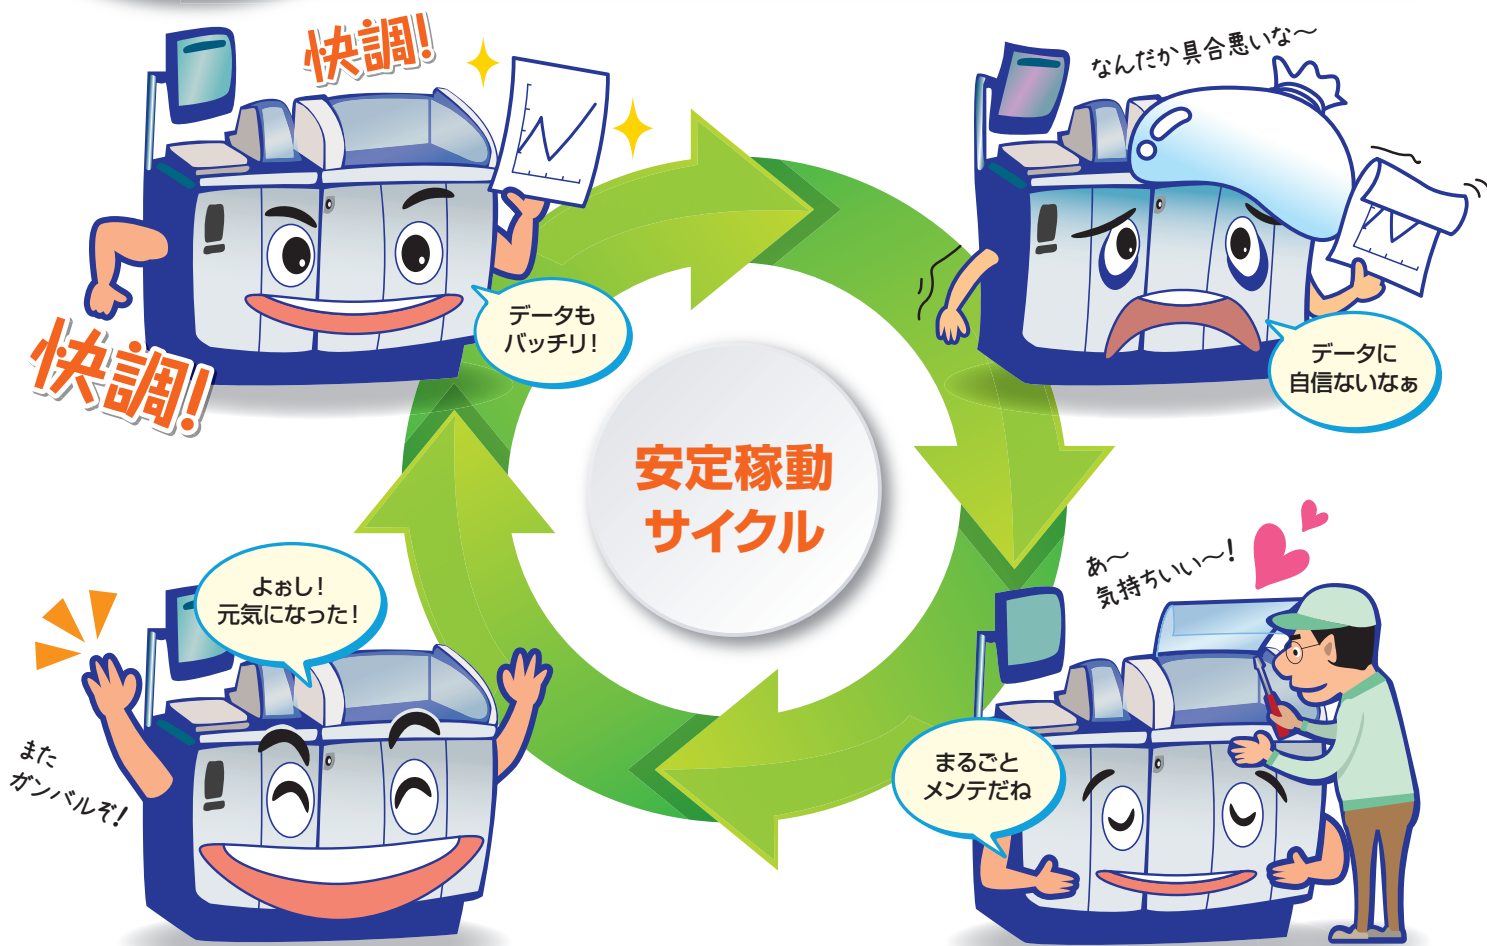 快調!
快調!
データも
バッチリ!
なんだか具合悪いな〜
データに
自信ないなぁ
安定稼動
サイクル
あ〜
気持ちいい〜!
まるごと
メンテだね
よぉし!
元気になった!
また
ガンバルぞ!